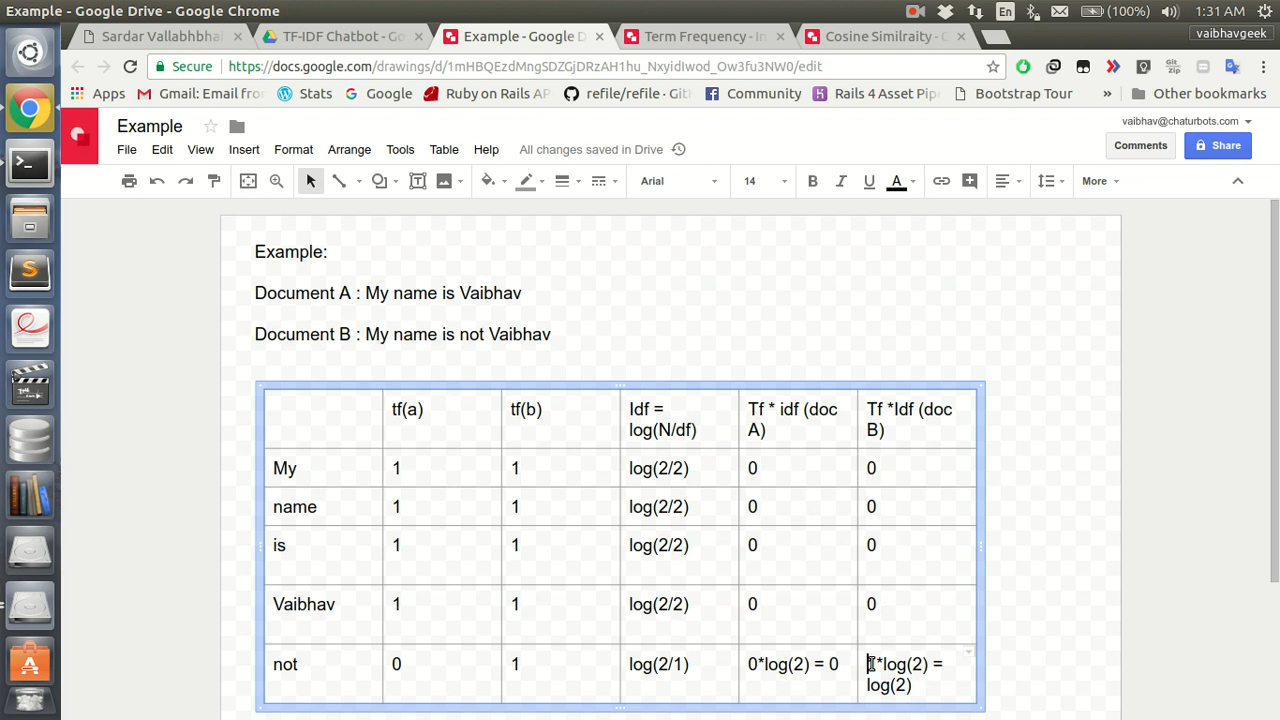 Example - Google Drive - Google Chrome
En (100%) 1:31 AM
Sardar Vallabhbhai TF-IDF Chatbot - Go Example - Google D Term Frequency - In Cosine Similraity - G vaibhavgeek
Secure https://docs.google.com/drawings/d/1mHBQEzdMngSDZGjDRzAH1hu_NxyidIwod_Ow3fu3NW0/edit
Apps Gmail: Email from Stats Google Ruby on Rails AP refile/refile · Git Community Rails 4 Asset Pip Bootstrap Tour » Other bookmarks
Example
vaibhav@chaturbots.com
File Edit View Insert Format Arrange Tools Table Help All changes saved in Drive
Comments Share
Arial 14 B I U A More
Example:
Document A : My name is Vaibhav
Document B : My name is not Vaibhav
tf(a) tf(b) Idf = log(N/df) Tf * idf (doc A) Tf *Idf (doc B)
My 1 1 log(2/2) 0 0
name 1 1 log(2/2) 0 0
is 1 1 log(2/2) 0 0
Vaibhav 1 1 log(2/2) 0 0
not 0 1 log(2/1) 0*log(2) = 0 1*log(2) = log(2)